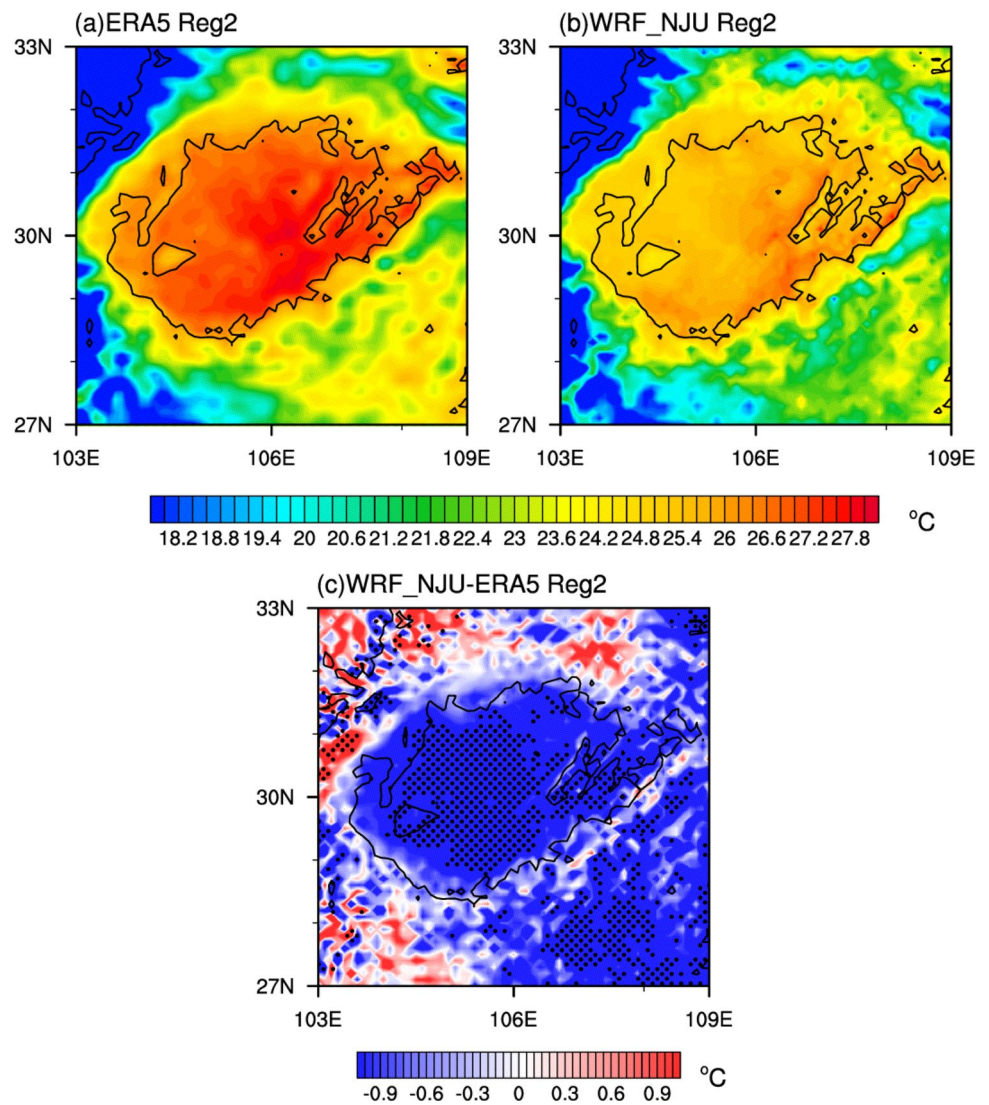 (a)ERA5 Reg2
(b)WRF_NJU Reg2
33N
33N
30N
30N
27N
27N
103E 106E 109E
103E 106E 109E
18.2 18.8 19.4 20 20.6 21.2 21.8 22.4 23 23.6 24.2 24.8 25.4 26 26.6 27.2 27.8
°C
(c)WRF_NJU-ERA5 Reg2
33N
30N
27N
103E 106E 109E
-0.9 -0.6 -0.3 0 0.3 0.6 0.9
°C